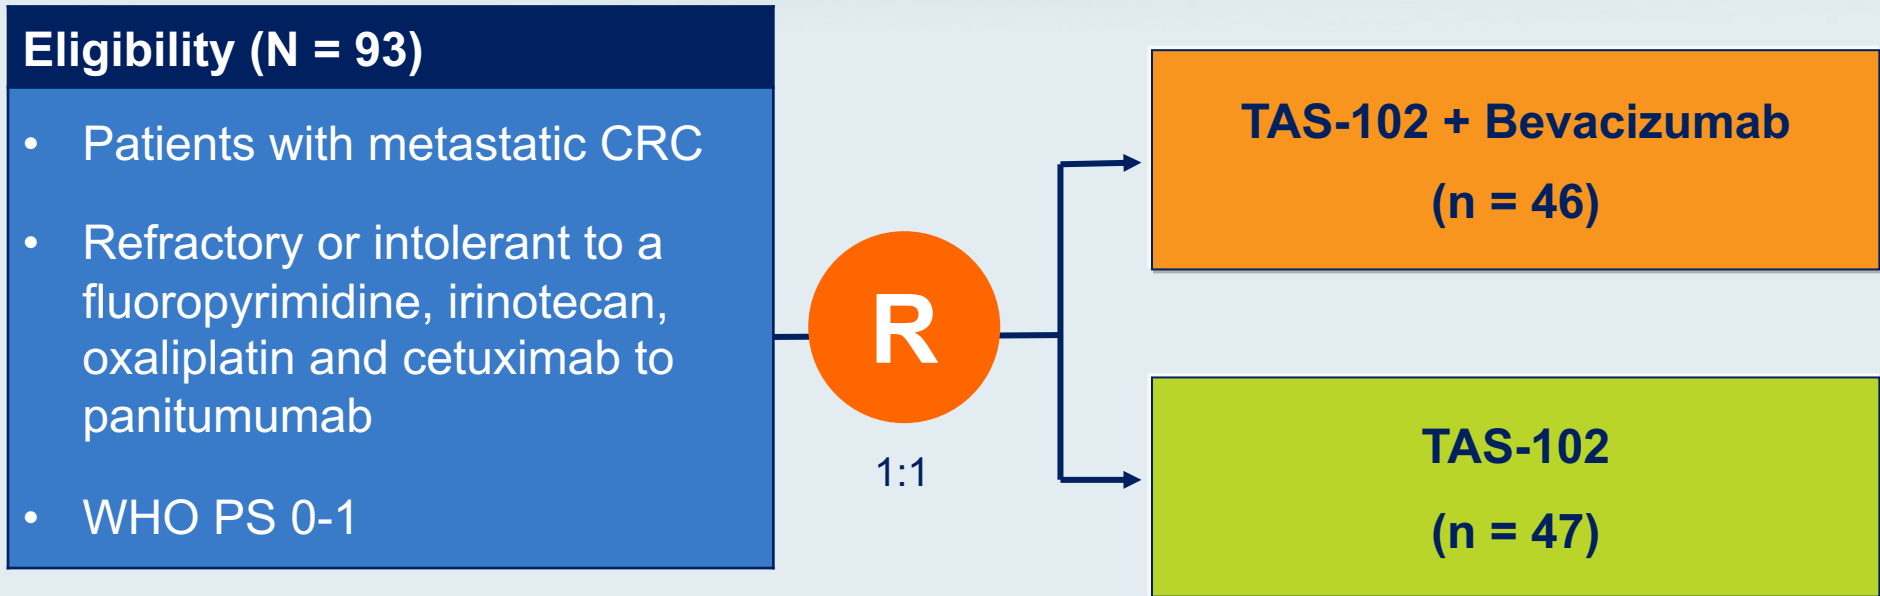 Eligibility (N = 93)
• Patients with metastatic CRC
• Refractory or intolerant to a
fluoropyrimidine, irinotecan,
oxaliplatin and cetuximab to
panitumumab
• WHO PS 0-1
R
1:1
TAS-102 + Bevacizumab
(n = 46)
TAS-102
(n = 47)